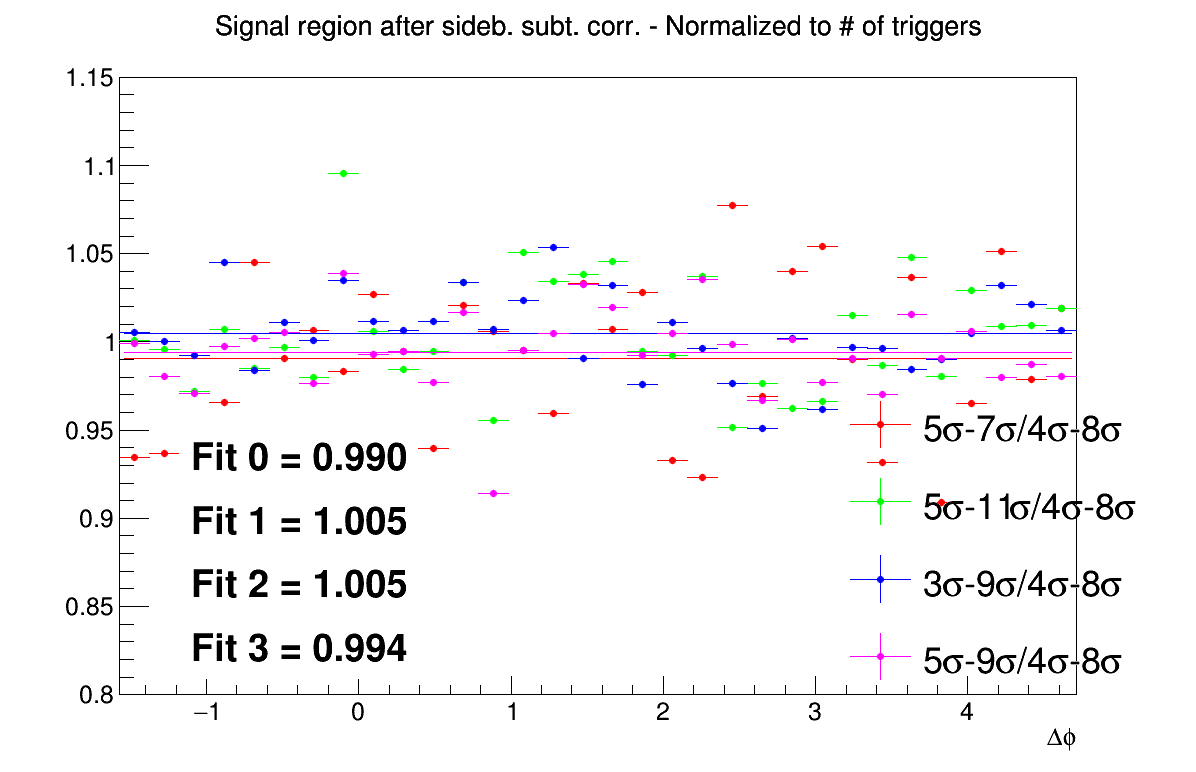 Signal region after sideb. subt. corr. - Normalized to # of triggers
1.15
1.1
1.05
1
0.95
0.9
0.85
0.8
Fit 0 = 0.990
Fit 1 = 1.005
Fit 2 = 1.005
Fit 3 = 0.994
5σ-7σ/4σ-8σ
5σ-11σ/4σ-8σ
3σ-9σ/4σ-8σ
5σ-9σ/4σ-8σ
−1 0 1 2 3 4
Δϕ